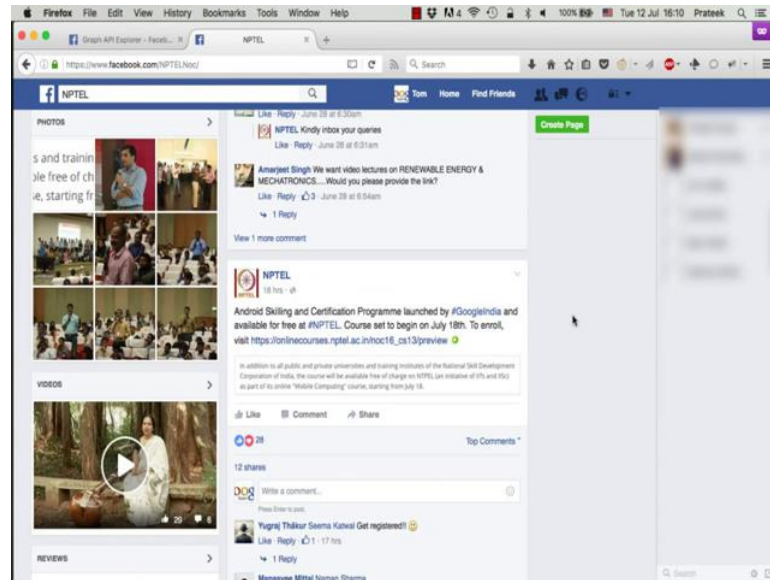 Firefox File Edit View History Bookmarks Tools Window Help
100% Tue 12 Jul 16:10 Prateek
Graph API Explorer - Faceb...
NPTEL
https://www.facebook.com/NPTELNoc/
Search
NPTEL
Tom Home Find Friends
PHOTOS
s and training
ble free of ch
se, starting fr
VIDEOS
29 6
REVIEWS
Like · Reply · June 28 at 6:30am
NPTEL Kindly inbox your queries
Like · Reply · June 28 at 6:31am
Amarjeet Singh We want video lectures on RENEWABLE ENERGY &
MECHATRONICS.....Would you please provide the link?
Like · Reply · 3 · June 28 at 6:54am
1 Reply
View 1 more comment
NPTEL
18 hrs
Android Skilling and Certification Programme launched by #GoogleIndia and
available for free at #NPTEL. Course set to begin on July 18th. To enroll,
visit https://onlinecourses.nptel.ac.in/noc16_cs13/preview
In addition to all public and private universities and training institutes of the National Skill Development
Corporation of India, the course will be available free of charge on NPTEL (an initiative of IITs and IISc)
as part of its online "Mobile Computing" course, starting from July 18.
Like Comment Share
28 Top Comments
12 shares
Write a comment...
Press Enter to post.
Yugraj Thākur Seema Katwal Get registered!!
Like · Reply · 1 · 17 hrs
1 Reply
Manasvee Mittal Naman Sharma
Create Page
Search